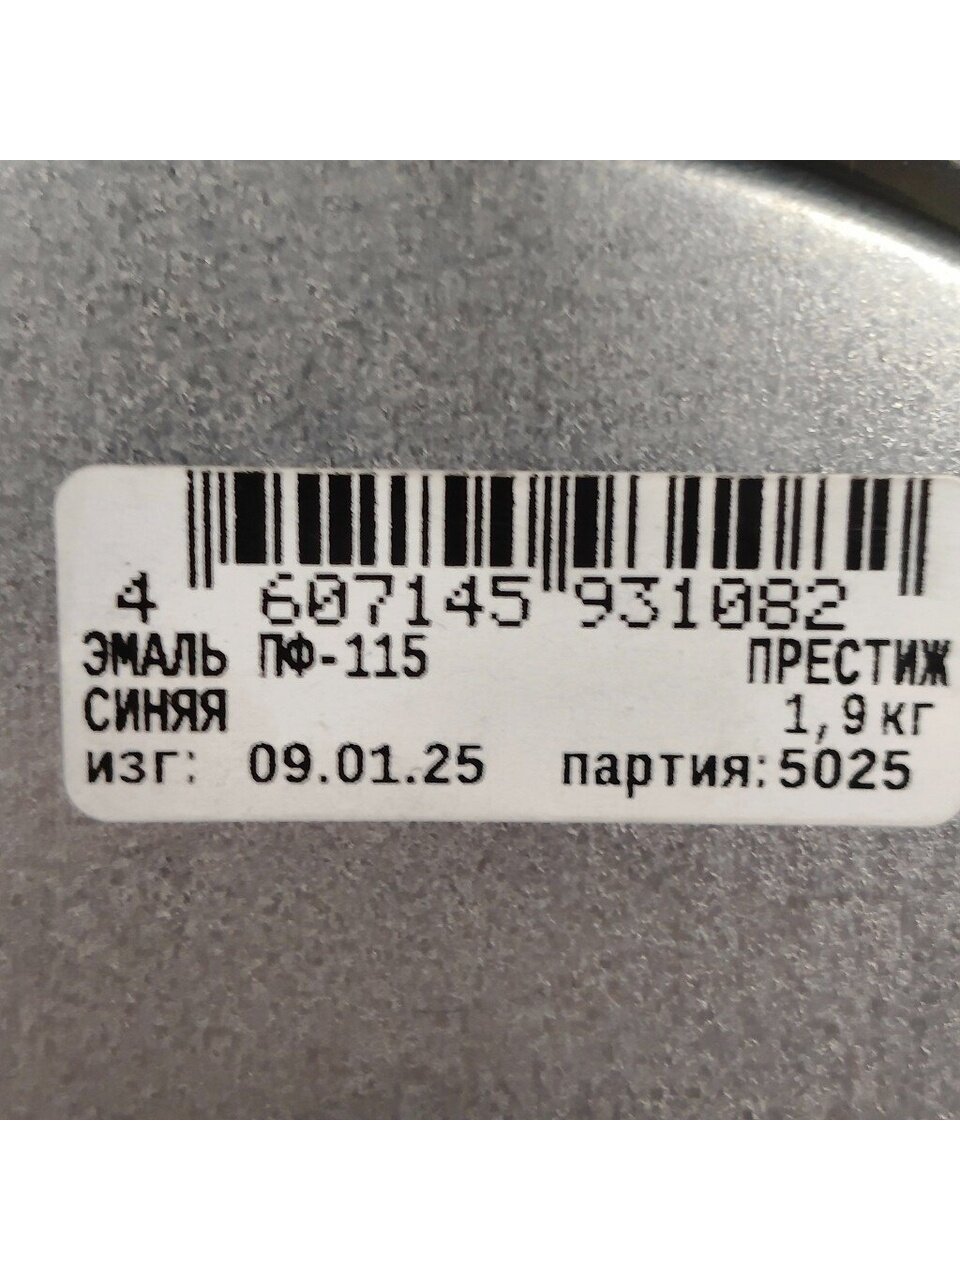 4 607145 931082
ЭМАЛЬ ПФ-115 ПРЕСТИЖ
СИНЯЯ 1,9 кг
изг: 09.01.25 партия: 5025